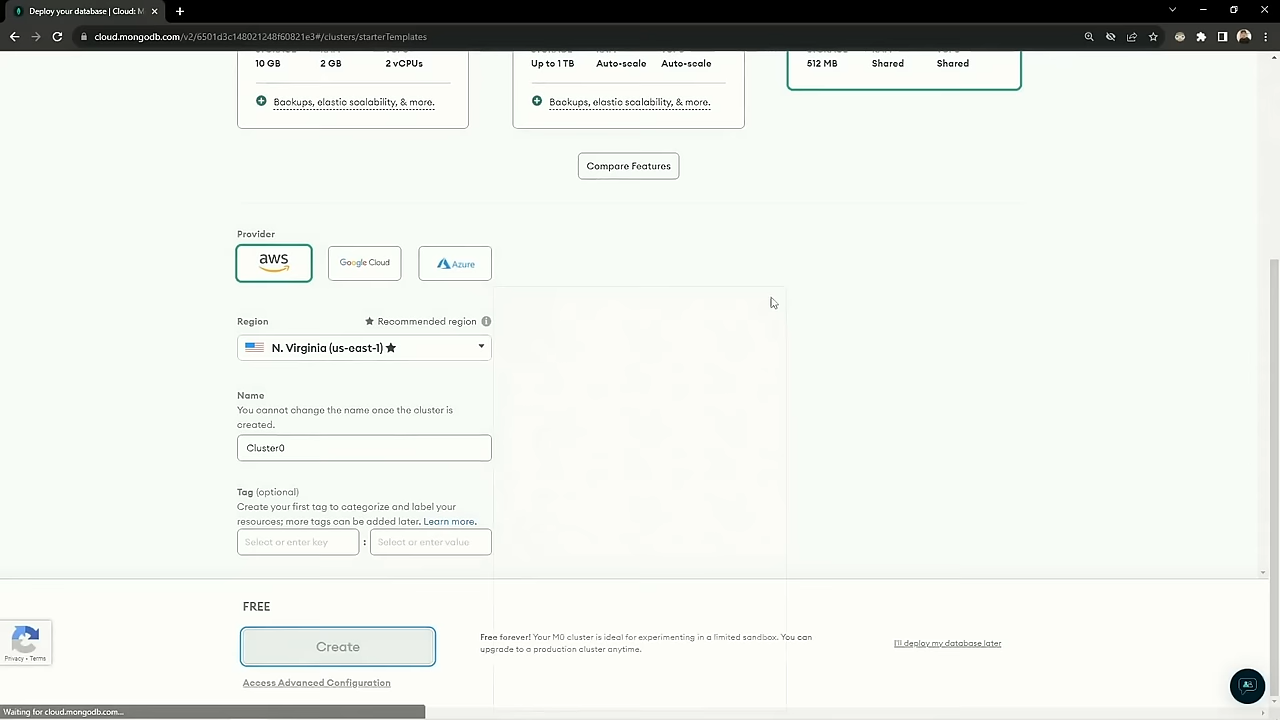 Deploy your database | Cloud: M
cloud.mongodb.com/v2/6501d3c148021248f60821e3#/clusters/starterTemplates
10 GB 2 GB 2 vCPUs
Up to 1 TB Auto-scale Auto-scale
512 MB Shared Shared
Backups, elastic scalability, & more.
Backups, elastic scalability, & more.
Compare Features
Provider
aws
Google Cloud
Azure
Region
Recommended region
N. Virginia (us-east-1)
Name
You cannot change the name once the cluster is
created.
Cluster0
Tag (optional)
Create your first tag to categorize and label your
resources; more tags can be added later. Learn more.
Select or enter key : Select or enter value
FREE
Create
Free forever! Your M0 cluster is ideal for experimenting in a limited sandbox. You can
upgrade to a production cluster anytime.
I'll deploy my database later
Access Advanced Configuration
Privacy - Terms
Waiting for cloud.mongodb.com...